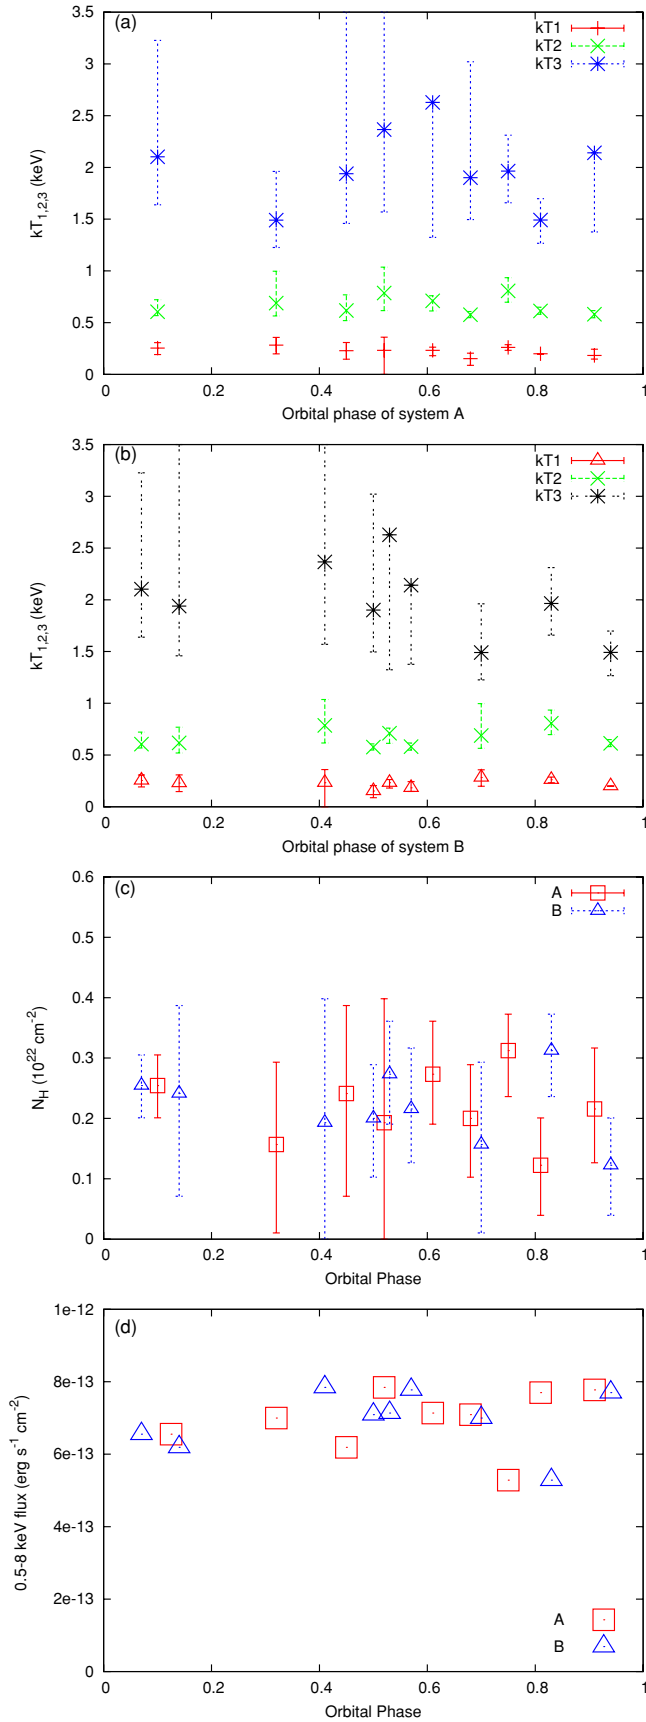 (a)
kT1
kT2
kT3
3.5
3
2.5
2
1.5
1
0.5
0
kT1,2,3 (keV)
0 0.2 0.4 0.6 0.8 1
Orbital phase of system A
(b)
kT1
kT2
kT3
3.5
3
2.5
2
1.5
1
0.5
0
kT1,2,3 (keV)
0 0.2 0.4 0.6 0.8 1
Orbital phase of system B
(c)
A
B
0.6
0.5
0.4
0.3
0.2
0.1
0
NH (10^22 cm^-2)
0 0.2 0.4 0.6 0.8 1
Orbital Phase
(d)
1e-12
8e-13
6e-13
4e-13
2e-13
0
0.5-8 keV flux (erg s^-1 cm^-2)
A
B
0 0.2 0.4 0.6 0.8 1
Orbital Phase